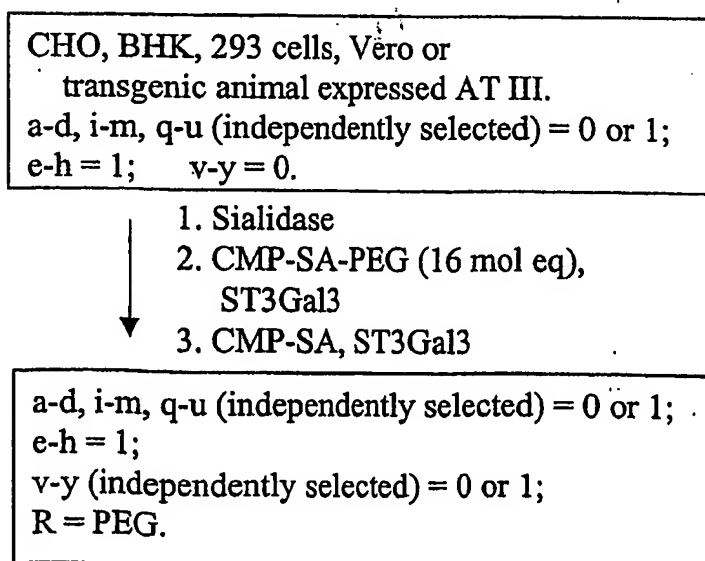 CHO, BHK, 293 cells, Vero or
transgenic animal expressed AT III.
a-d, i-m, q-u (independently selected) = 0 or 1;
e-h = 1; v-y = 0.
1. Sialidase
2. CMP-SA-PEG (16 mol eq),
ST3Gal3
3. CMP-SA, ST3Gal3
a-d, i-m, q-u (independently selected) = 0 or 1;
e-h = 1;
v-y (independently selected) = 0 or 1;
R = PEG.